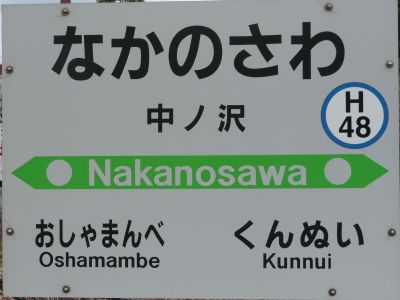 なかのさわ
中ノ沢
H
48
Nakanosawa
おしゃまんべ くんぬい
Oshamambe Kunnui